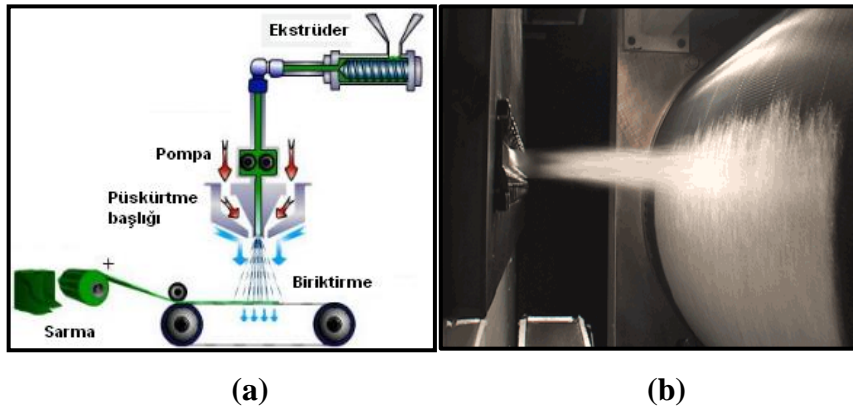 Ekstrüder
Pompa
Püskürtme
başlığı
Biriktirme
Sarma
+
(a)
(b)